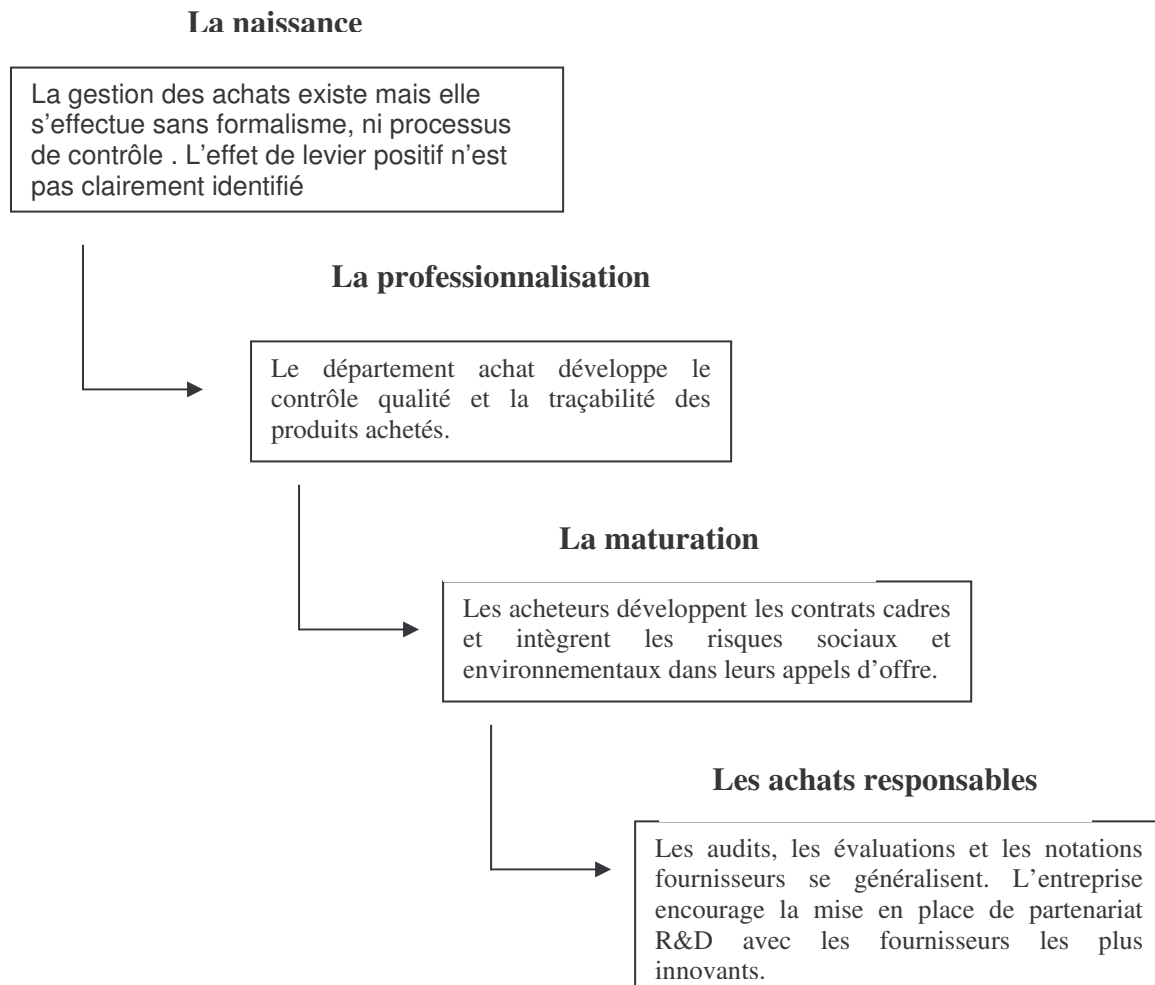 La naissance
La gestion des achats existe mais elle
s'effectue sans formalisme, ni processus
de contrôle . L'effet de levier positif n'est
pas clairement identifié
La professionnalisation
Le département achat développe le
contrôle qualité et la traçabilité des
produits achetés.
La maturation
Les acheteurs développent les contrats cadres
et intègrent les risques sociaux et
environnementaux dans leurs appels d'offre.
Les achats responsables
Les audits, les évaluations et les notations
fournisseurs se généralisent. L'entreprise
encourage la mise en place de partenariat
R&D avec les fournisseurs les plus
innovants.